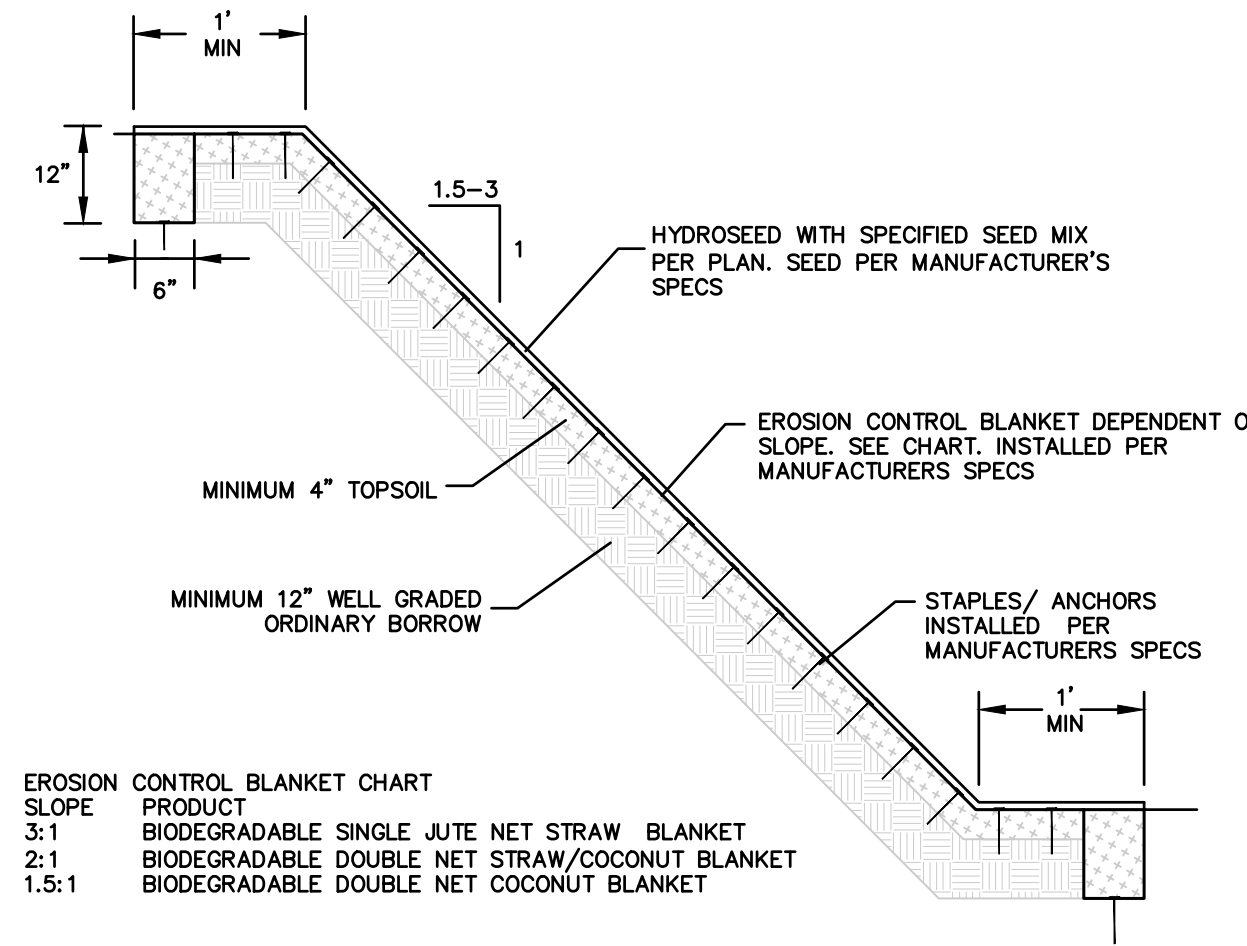 1'
MIN
12"
6"
1.5-3
1
HYDROSEED WITH SPECIFIED SEED MIX
PER PLAN. SEED PER MANUFACTURER'S
SPECS
EROSION CONTROL BLANKET DEPENDENT O
SLOPE. SEE CHART. INSTALLED PER
MANUFACTURERS SPECS
MINIMUM 4" TOPSOIL
MINIMUM 12" WELL GRADED
ORDINARY BORROW
STAPLES/ ANCHORS
INSTALLED PER
MANUFACTURERS SPECS
1'
MIN
EROSION CONTROL BLANKET CHART
SLOPE PRODUCT
3:1 BIODEGRADABLE SINGLE JUTE NET STRAW BLANKET
2:1 BIODEGRADABLE DOUBLE NET STRAW/COCONUT BLANKET
1.5:1 BIODEGRADABLE DOUBLE NET COCONUT BLANKET